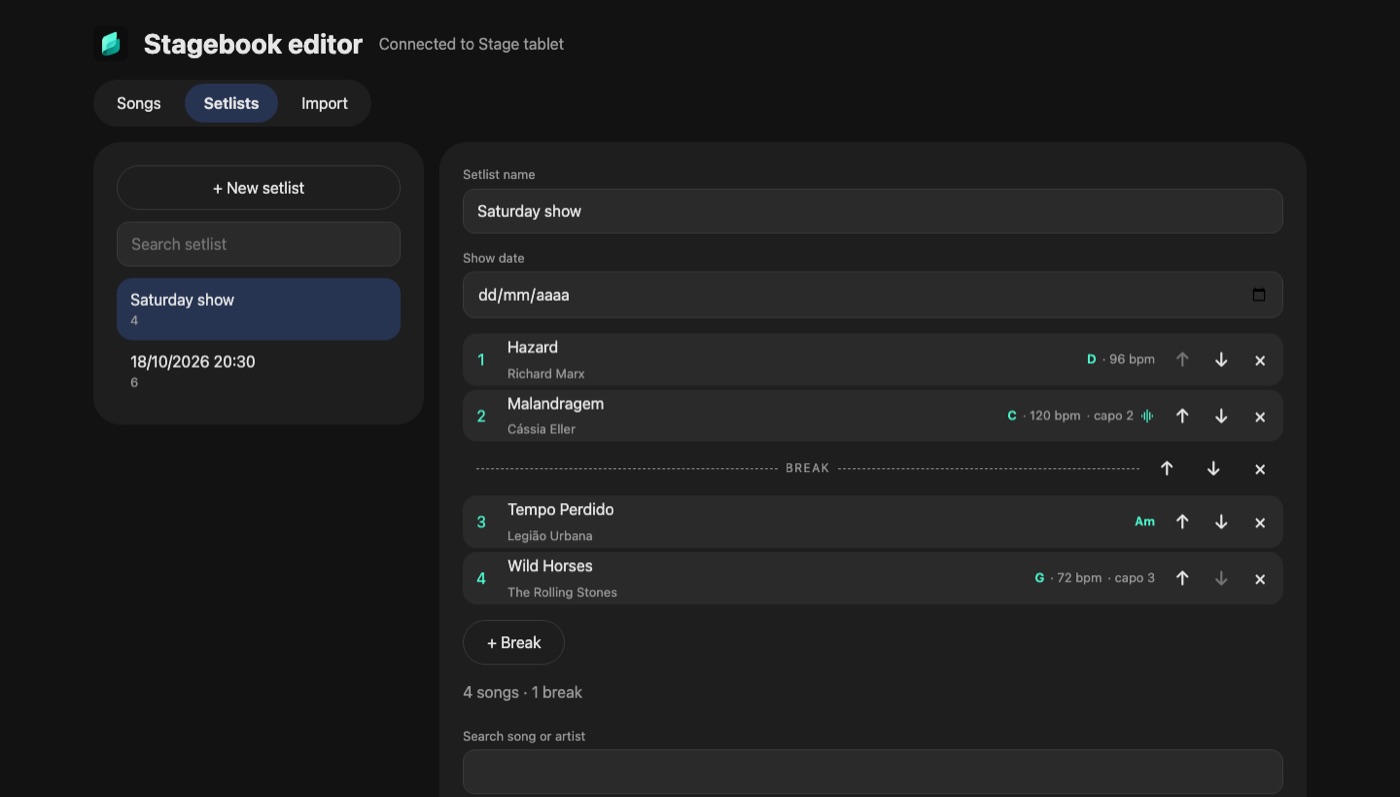 Stagebook editor Connected to Stage tablet
Songs Setlists Import
+ New setlist
Search setlist
Saturday show
4
18/10/2026 20:30
6
Setlist name
Saturday show
Show date
dd/mm/aaaa
1 Hazard
Richard Marx
D · 96 bpm
2 Malandragem
Cássia Eller
C · 120 bpm · capo 2
BREAK
3 Tempo Perdido
Legião Urbana
Am
4 Wild Horses
The Rolling Stones
G · 72 bpm · capo 3
+ Break
4 songs · 1 break
Search song or artist